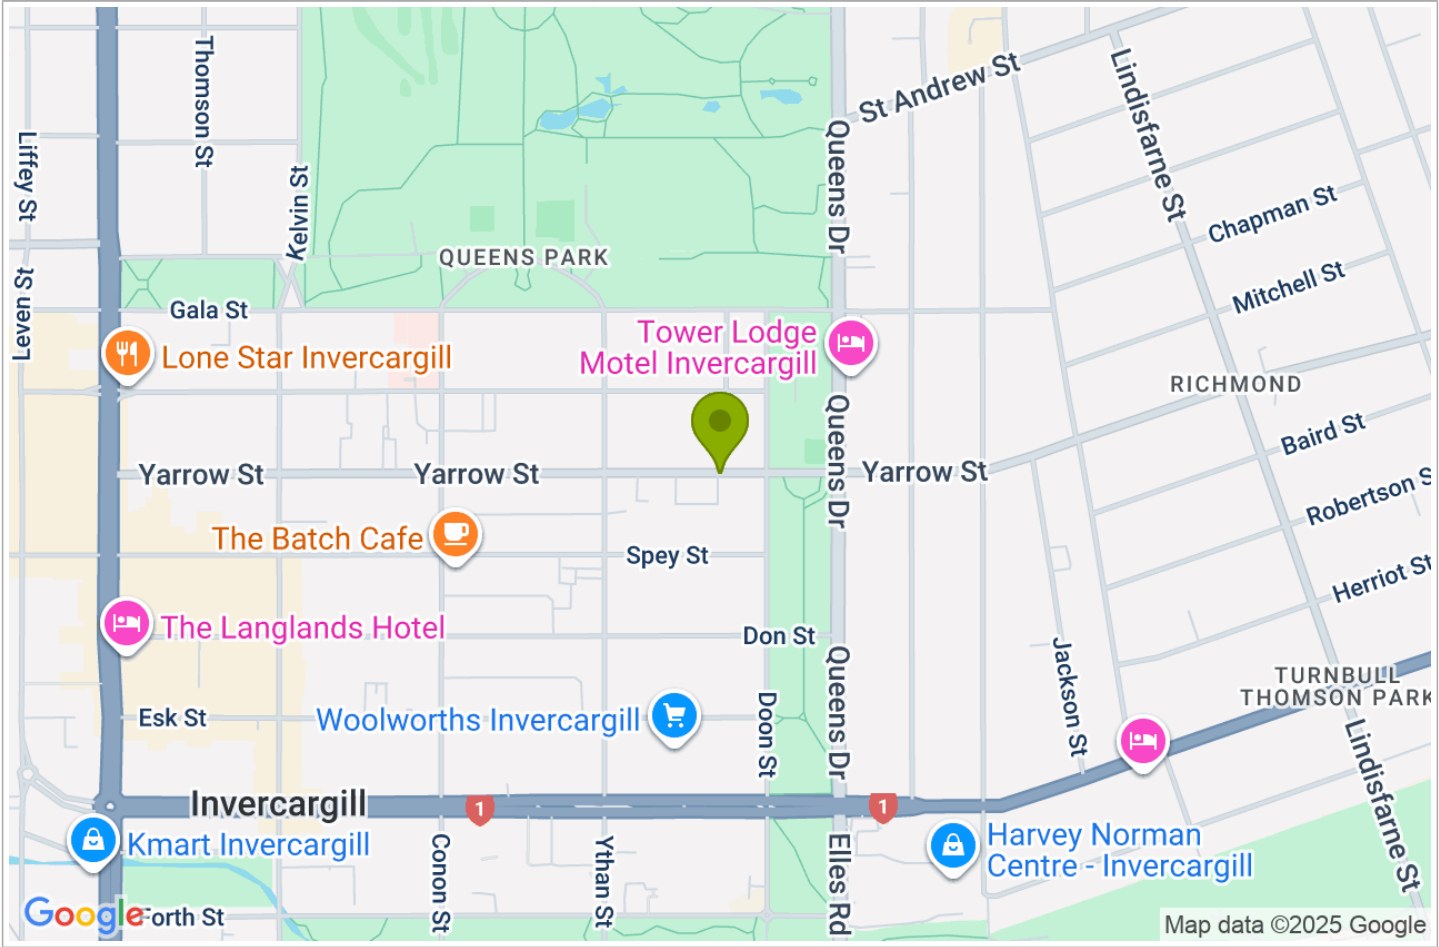 Thomson St
Liffey St
Kelvin St
Leven St
St Andrew St
Lindisfarne St
Queens Dr
Chapman St
Mitchell St
QUEENS PARK
Gala St
Lone Star Invercargill
Tower Lodge
Motel Invercargill
RICHMOND
Baird St
Robertson S
Herriot St
Queens Dr
Yarrow St
Yarrow St
Yarrow St
The Batch Cafe
Spey St
The Langlands Hotel
Don St
Jackson St
TURNBULL
THOMSON PARK
Esk St
Woolworths Invercargill
Doon St
Queens Dr
Lindisfarne St
Invercargill
1
1
Kmart Invercargill
Conon St
Ythan St
Elles Rd
Harvey Norman
Centre - Invercargill
Google
Forth St
Map data ©2025 Google